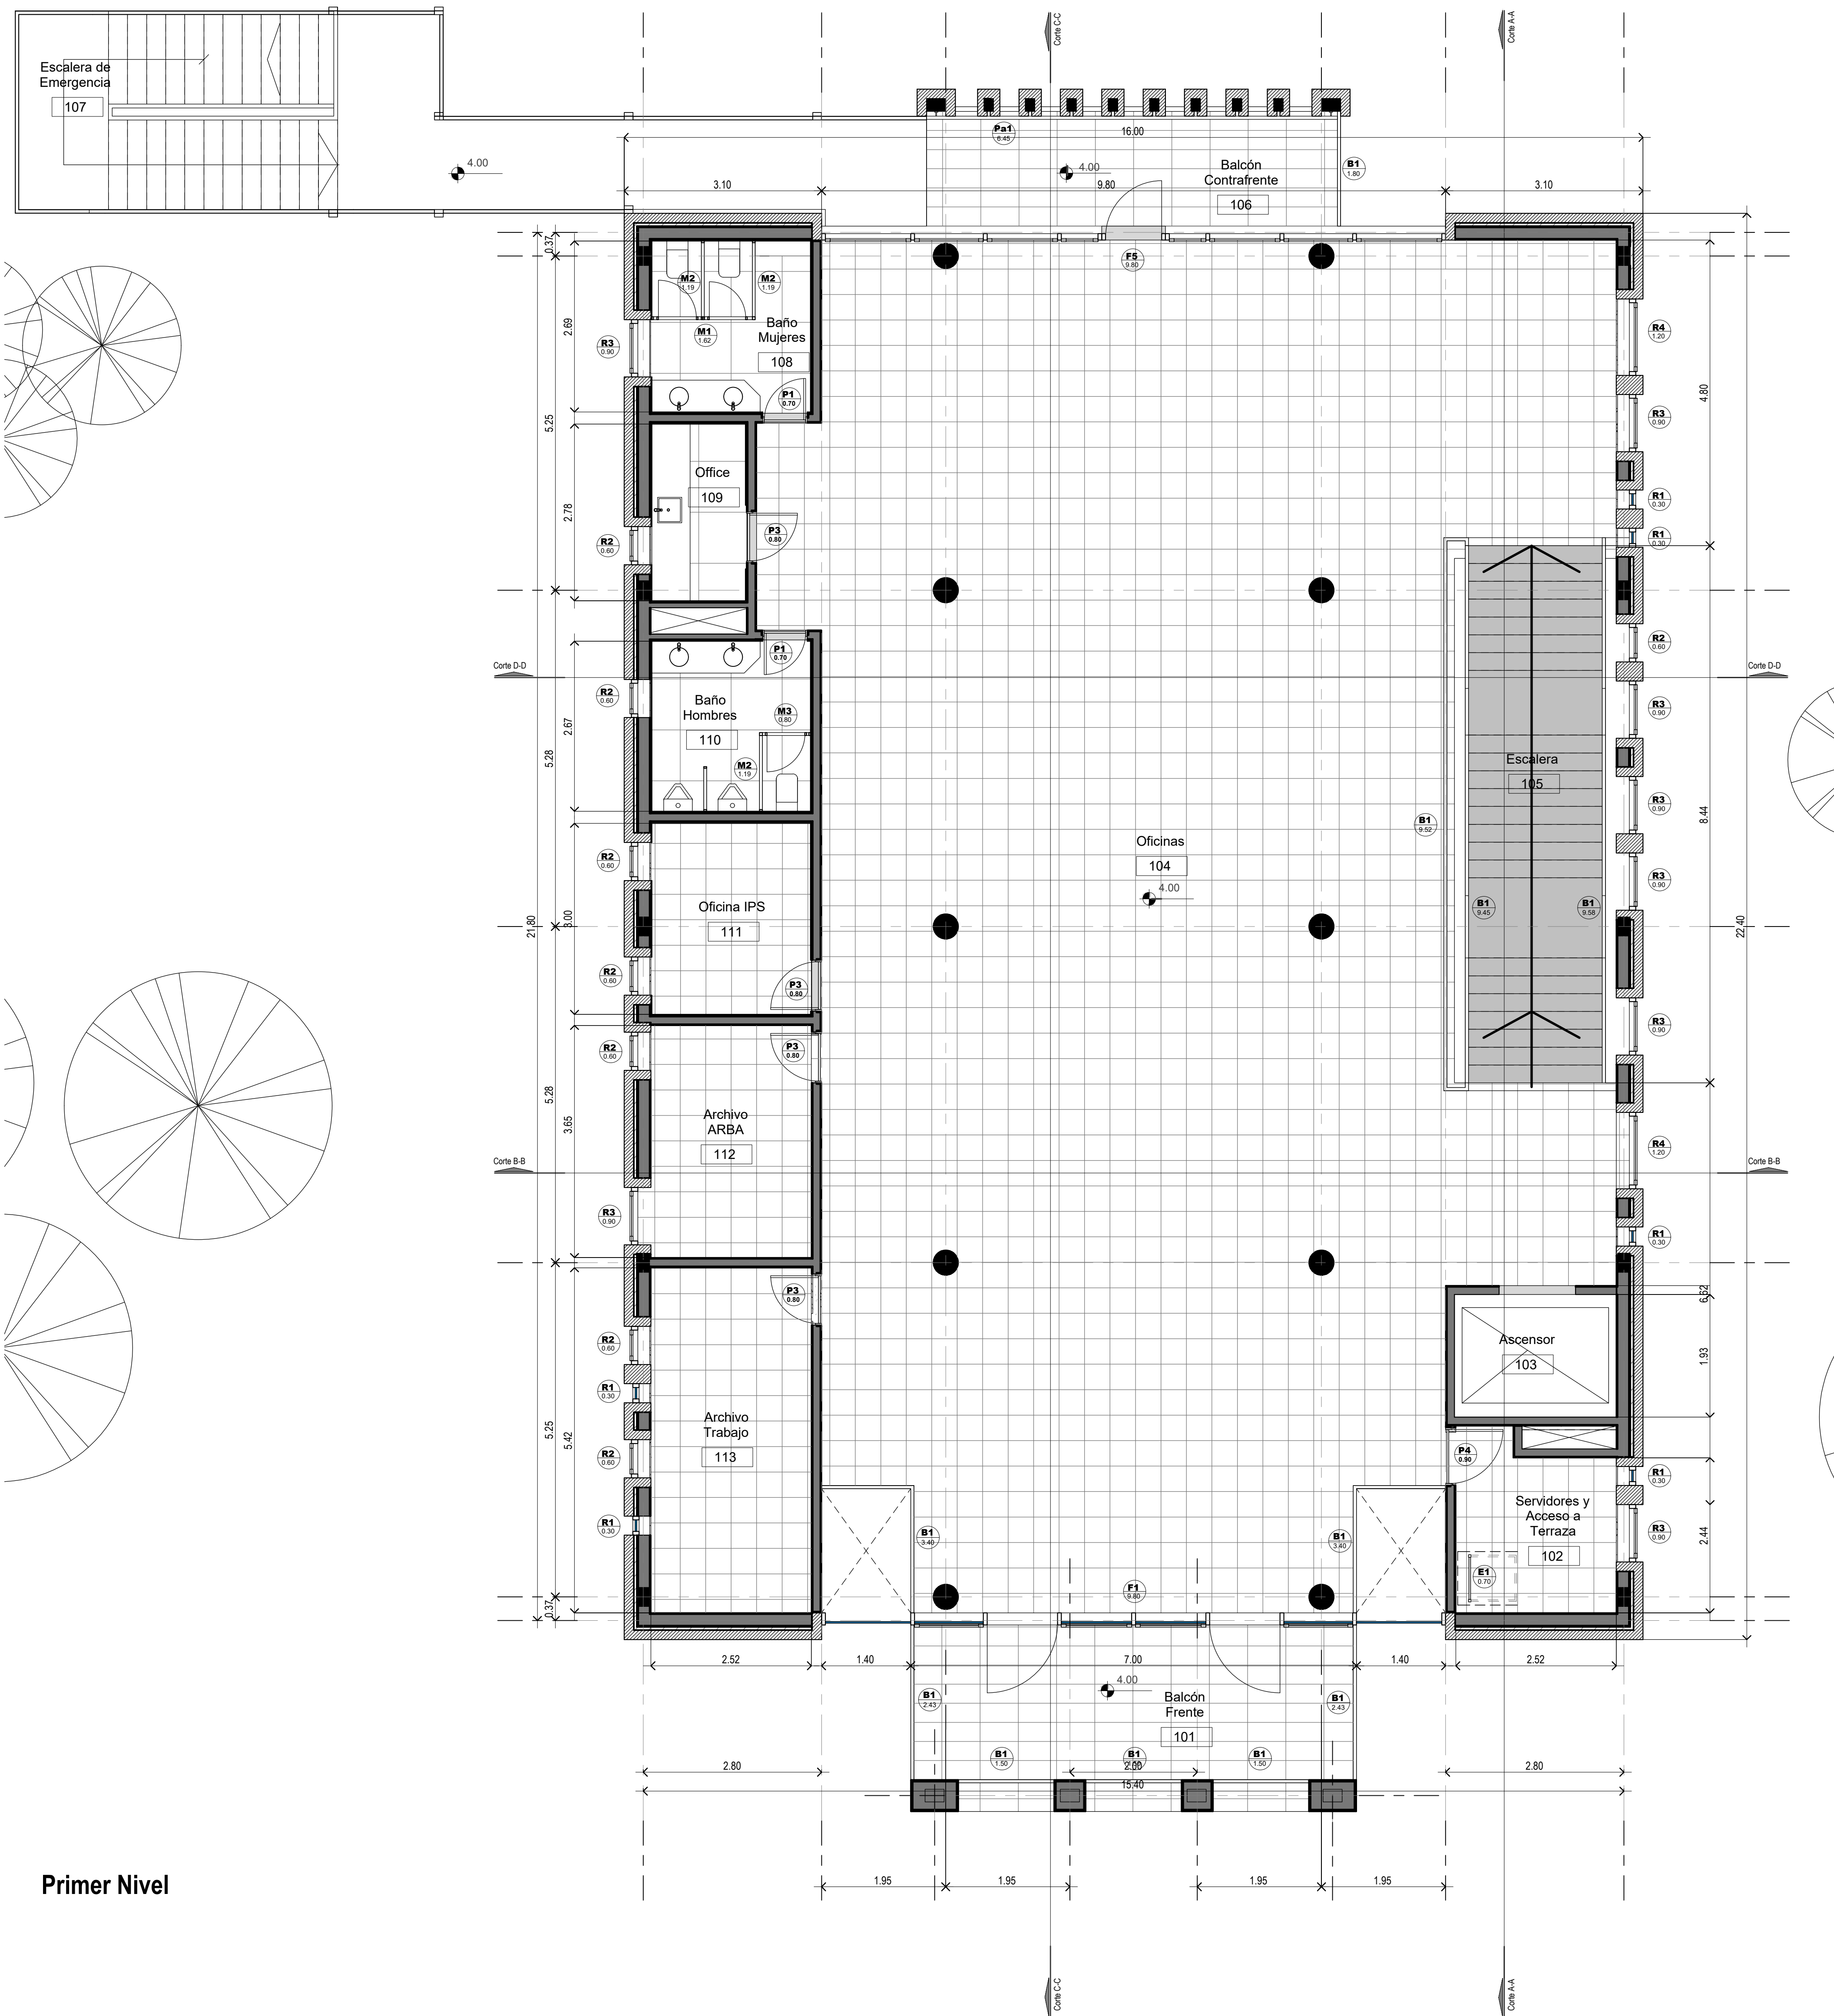 Corte C-C
Corte A-A
Escalera de
Emergencia
107
4.00
Pa1
6.45
16.00
4.00
Balcón
Contrafrente
106
B1
1.80
3.10
9.80
3.10
0.37
F5
9.80
M2
1.19
M2
1.19
M1
1.62
Baño
Mujeres
108
2.69
R3
0.90
R4
1.20
P1
0.70
4.80
R3
0.90
5.25
Office
109
2.78
R2
0.60
P3
0.80
R1
0.30
R1
0.30
P1
0.70
R2
0.60
Corte D-D
Corte D-D
R2
0.60
Baño
Hombres
110
2.67
M3
0.80
M2
1.19
R3
0.90
5.28
Escalera
105
R3
0.90
8.44
B1
9.52
R2
0.60
Oficinas
104
4.00
R3
0.90
Oficina IPS
111
3.00
21.80
B1
9.45
B1
9.58
22.40
R2
0.60
P3
0.80
R3
0.90
R2
0.60
P3
0.80
5.28
3.65
Archivo
ARBA
112
R4
1.20
Corte B-B
Corte B-B
R3
0.90
R1
0.30
P3
0.80
6.62
R2
0.60
Ascensor
103
1.93
R1
0.30
5.25
5.42
Archivo
Trabajo
113
R2
0.60
P4
0.90
R1
0.30
R1
0.30
Servidores y
Acceso a
Terraza
102
R3
0.90
2.44
B1
3.40
B1
3.40
E1
0.70
F1
9.80
0.37
2.52
1.40
7.00
1.40
2.52
B1
2.43
4.00
Balcón
Frente
101
B1
2.43
B1
1.50
B1
B1
1.50
2.80
2.00
2.80
15.40
1.95
1.95
1.95
1.95
Primer Nivel
Corte C-C
Corte A-A